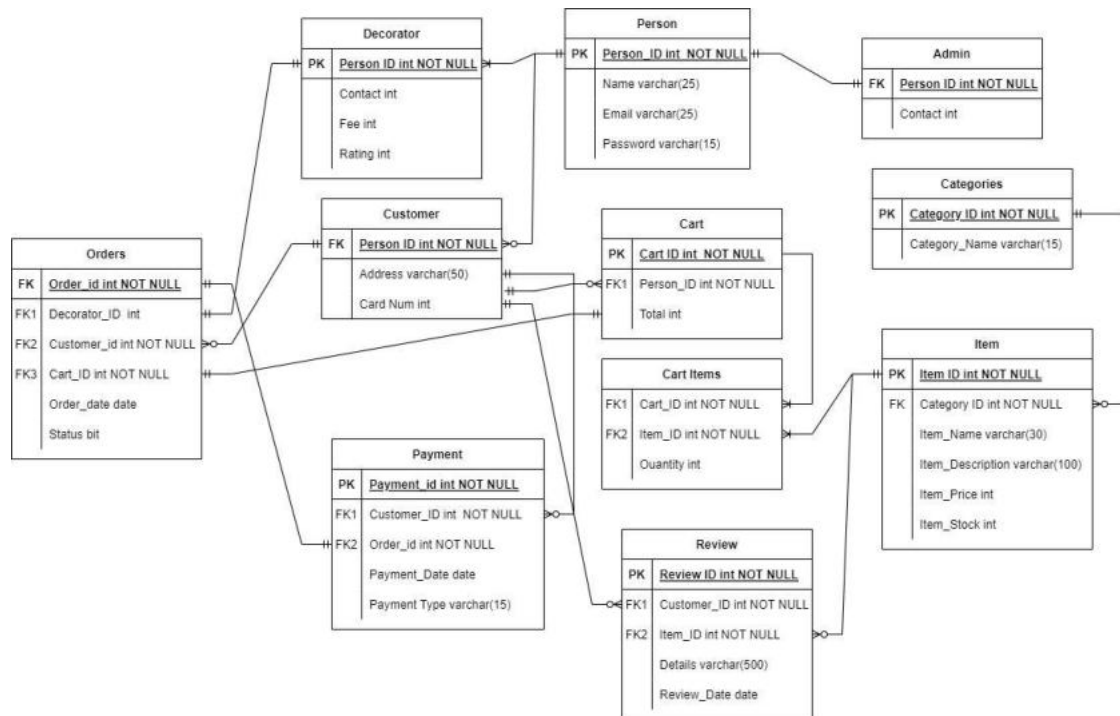 Decorator
PK Person ID int NOT NULL
Contact int
Fee int
Rating int
Person
PK Person_ID int NOT NULL
Name varchar(25)
Email varchar(25)
Password varchar(15)
Admin
FK Person ID int NOT NULL
Contact int
Categories
PK Category ID int NOT NULL
Category_Name varchar(15)
Customer
FK Person ID int NOT NULL
Address varchar(50)
Card Num int
Cart
PK Cart ID int NOT NULL
FK1 Person_ID int NOT NULL
Total int
Orders
FK Order_id int NOT NULL
FK1 Decorator_ID int
FK2 Customer_id int NOT NULL
FK3 Cart_ID int NOT NULL
Order_date date
Status bit
Cart Items
FK1 Cart_ID int NOT NULL
FK2 Item_ID int NOT NULL
Quantity int
Item
PK Item ID int NOT NULL
FK Category ID int NOT NULL
Item_Name varchar(30)
Item_Description varchar(100)
Item_Price int
Item_Stock int
Payment
PK Payment_id int NOT NULL
FK1 Customer_ID int NOT NULL
FK2 Order_id int NOT NULL
Payment_Date date
Payment Type varchar(15)
Review
PK Review ID int NOT NULL
FK1 Customer_ID int NOT NULL
FK2 Item_ID int NOT NULL
Details varchar(500)
Review_Date date